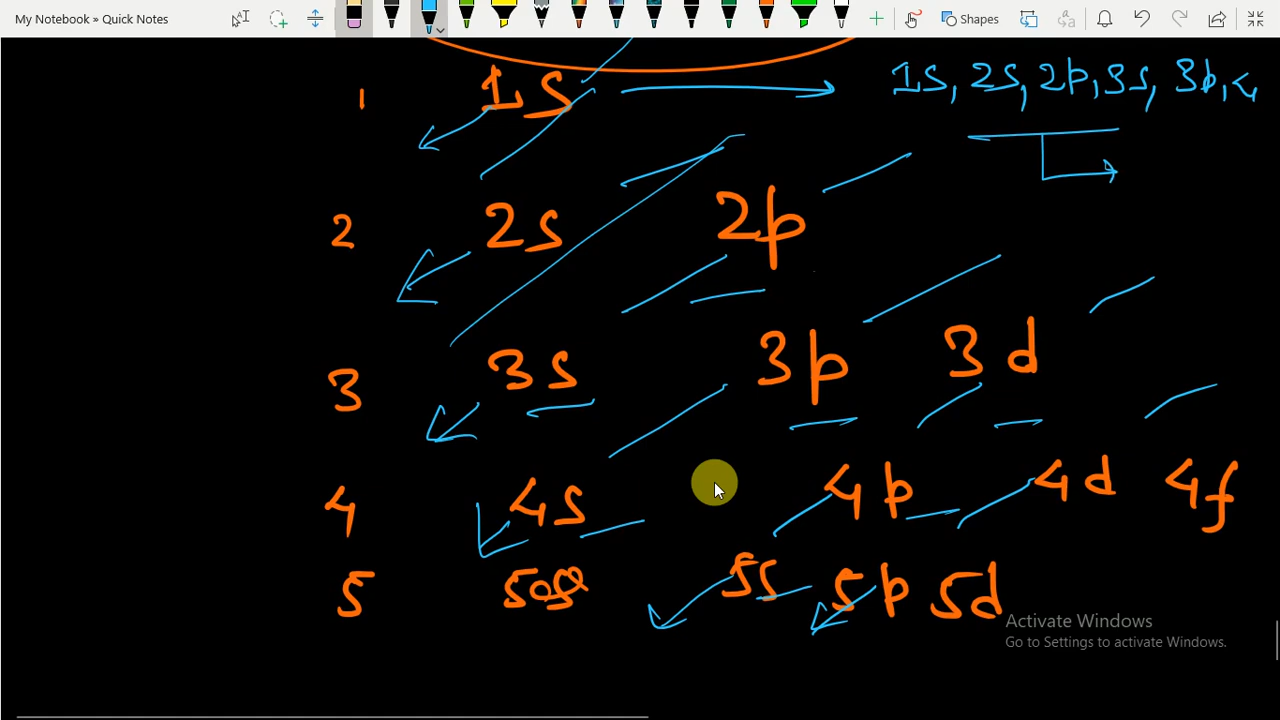 My Notebook » Quick Notes
Shapes
1 1s → 1s, 2s, 2p, 3s, 3p, 4
2 2s 2p
3 3s 3p 3d
4 4s 4p 4d 4f
5 5s 5p 5d
Activate Windows
Go to Settings to activate Windows.